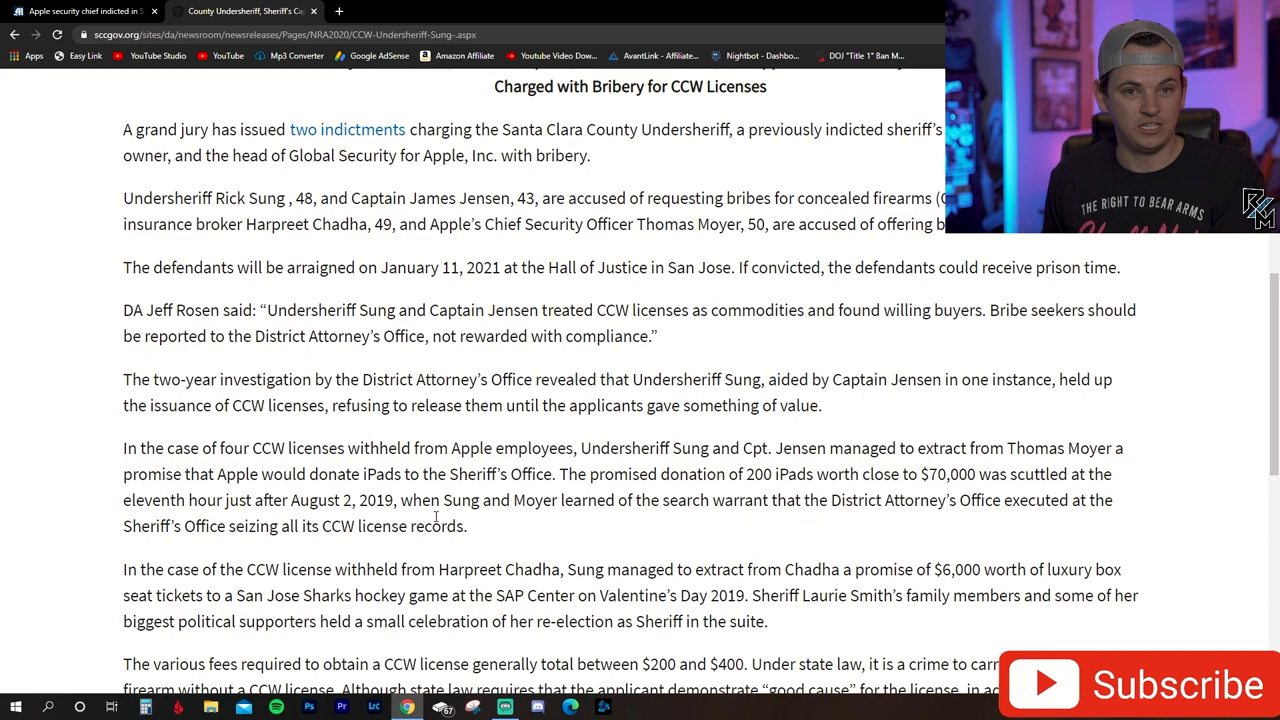 Apple security chief indicted in S
County Undersheriff, Sheriff's Ca
sccgov.org/sites/da/newsroom/newsreleases/Pages/NRA2020/CCW-Undersheriff-Sung-.aspx
Apps
Easy card
YouTube Studio
YouTube
Mp3 Converter
Google AdSense
Amazon Affiliate
Youtube Video Dow...
AvantLink - Affiliate...
Nightbot - Dashbo...
DOJ "Title 1" Ban M...
Charged with Bribery for CCW Licenses
A grand jury has issued two indictments charging the Santa Clara County Undersheriff, a previously indicted sheriff's
owner, and the head of Global Security for Apple, Inc. with bribery.
Undersheriff Rick Sung , 48, and Captain James Jensen, 43, are accused of requesting bribes for concealed firearms (
insurance broker Harpreet Chadha, 49, and Apple's Chief Security Officer Thomas Moyer, 50, are accused of offering b
THE RIGHT TO BEAR ARMS
The defendants will be arraigned on January 11, 2021 at the Hall of Justice in San Jose. If convicted, the defendants could receive prison time.
DA Jeff Rosen said: “Undersheriff Sung and Captain Jensen treated CCW licenses as commodities and found willing buyers. Bribe seekers should
be reported to the District Attorney's Office, not rewarded with compliance.”
The two-year investigation by the District Attorney's Office revealed that Undersheriff Sung, aided by Captain Jensen in one instance, held up
the issuance of CCW licenses, refusing to release them until the applicants gave something of value.
In the case of four CCW licenses withheld from Apple employees, Undersheriff Sung and Cpt. Jensen managed to extract from Thomas Moyer a
promise that Apple would donate iPads to the Sheriff's Office. The promised donation of 200 iPads worth close to $70,000 was scuttled at the
eleventh hour just after August 2, 2019, when Sung and Moyer learned of the search warrant that the District Attorney's Office executed at the
Sheriff's Office seizing all its CCW license records.
In the case of the CCW license withheld from Harpreet Chadha, Sung managed to extract from Chadha a promise of $6,000 worth of luxury box
seat tickets to a San Jose Sharks hockey game at the SAP Center on Valentine's Day 2019. Sheriff Laurie Smith's family members and some of her
biggest political supporters held a small celebration of her re-election as Sheriff in the suite.
The various fees required to obtain a CCW license generally total between $200 and $400. Under state law, it is a crime to carr
firearm without a CCW license. Although state law requires that the applicant demonstrate “good cause” for the license, in ac
Subscribe
Ps
Pr
Lrc
67